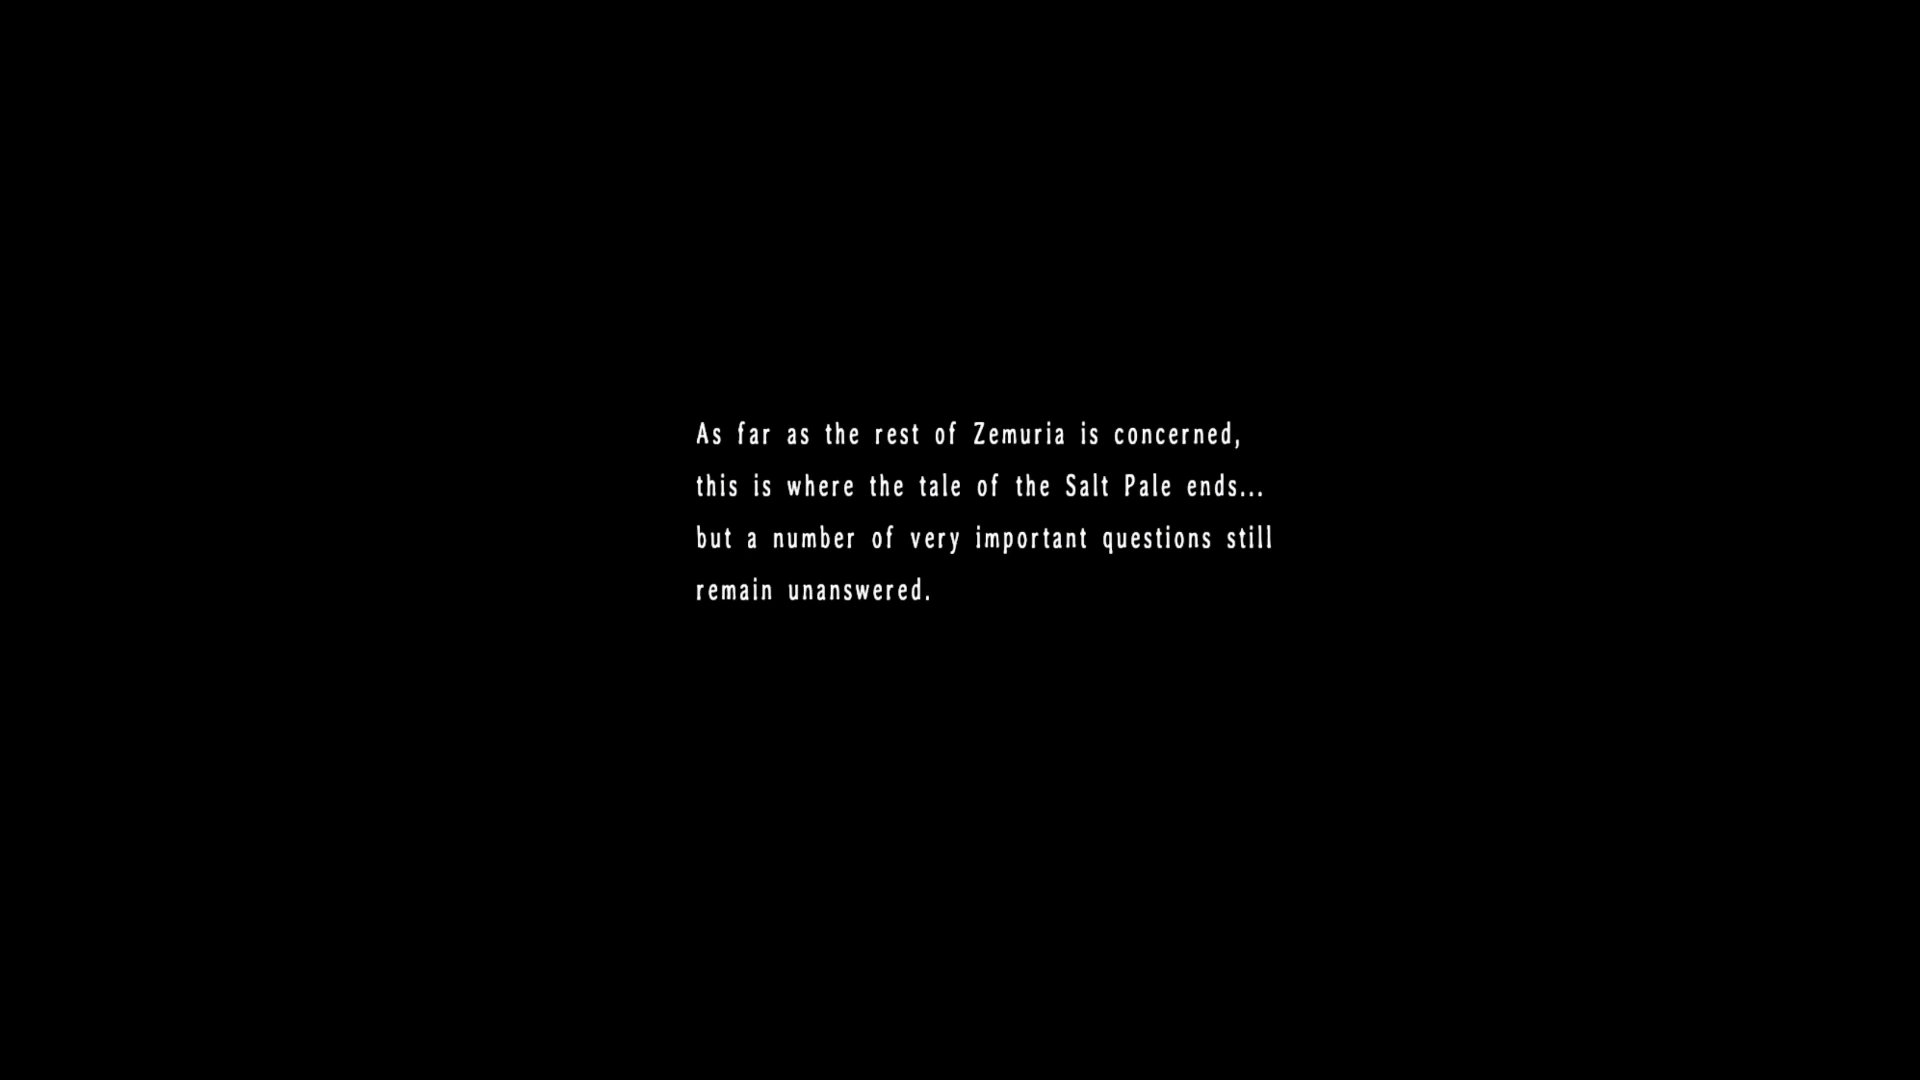 As far as the rest of Zemuria is concerned,
this is where the tale of the Salt Pale ends...
but a number of very important questions still
remain unanswered.